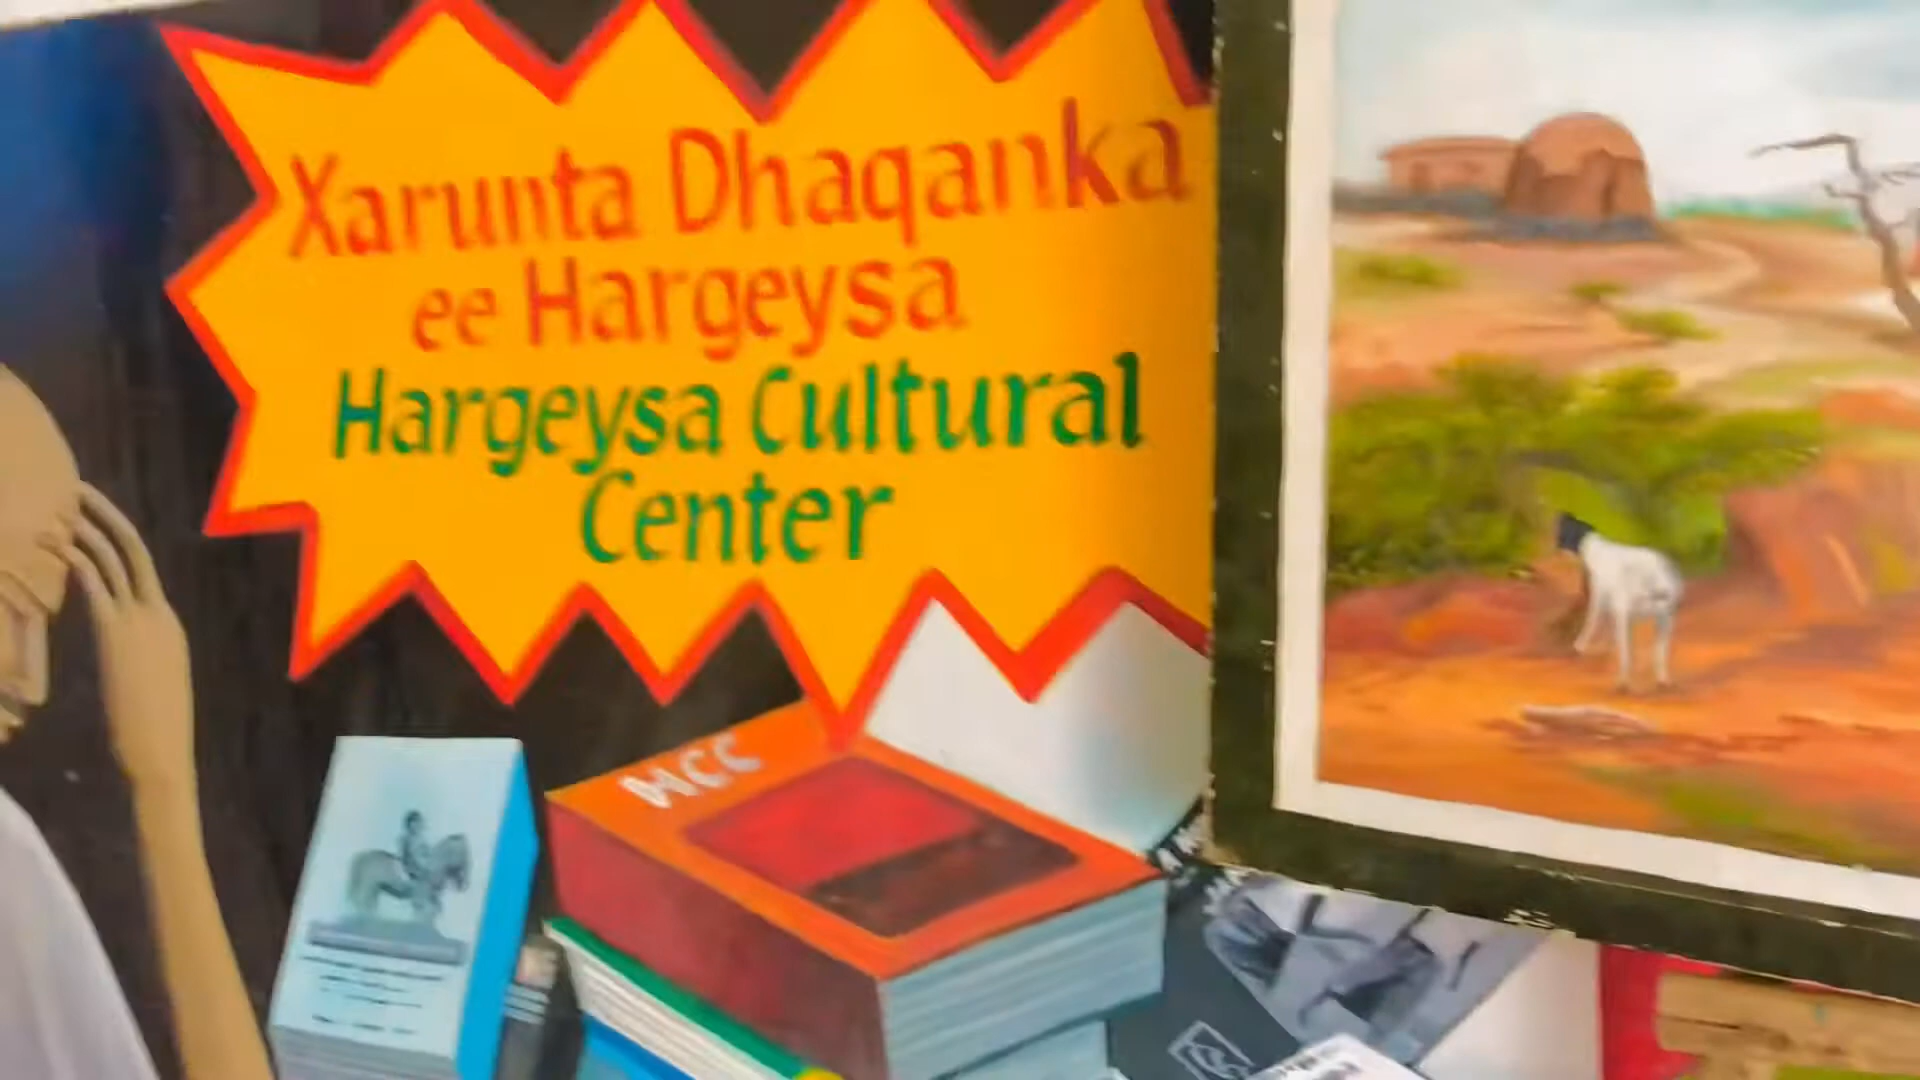 Xarunta Dhaqanka
ee Hargeysa
Hargeysa Cultural
Center
HCC